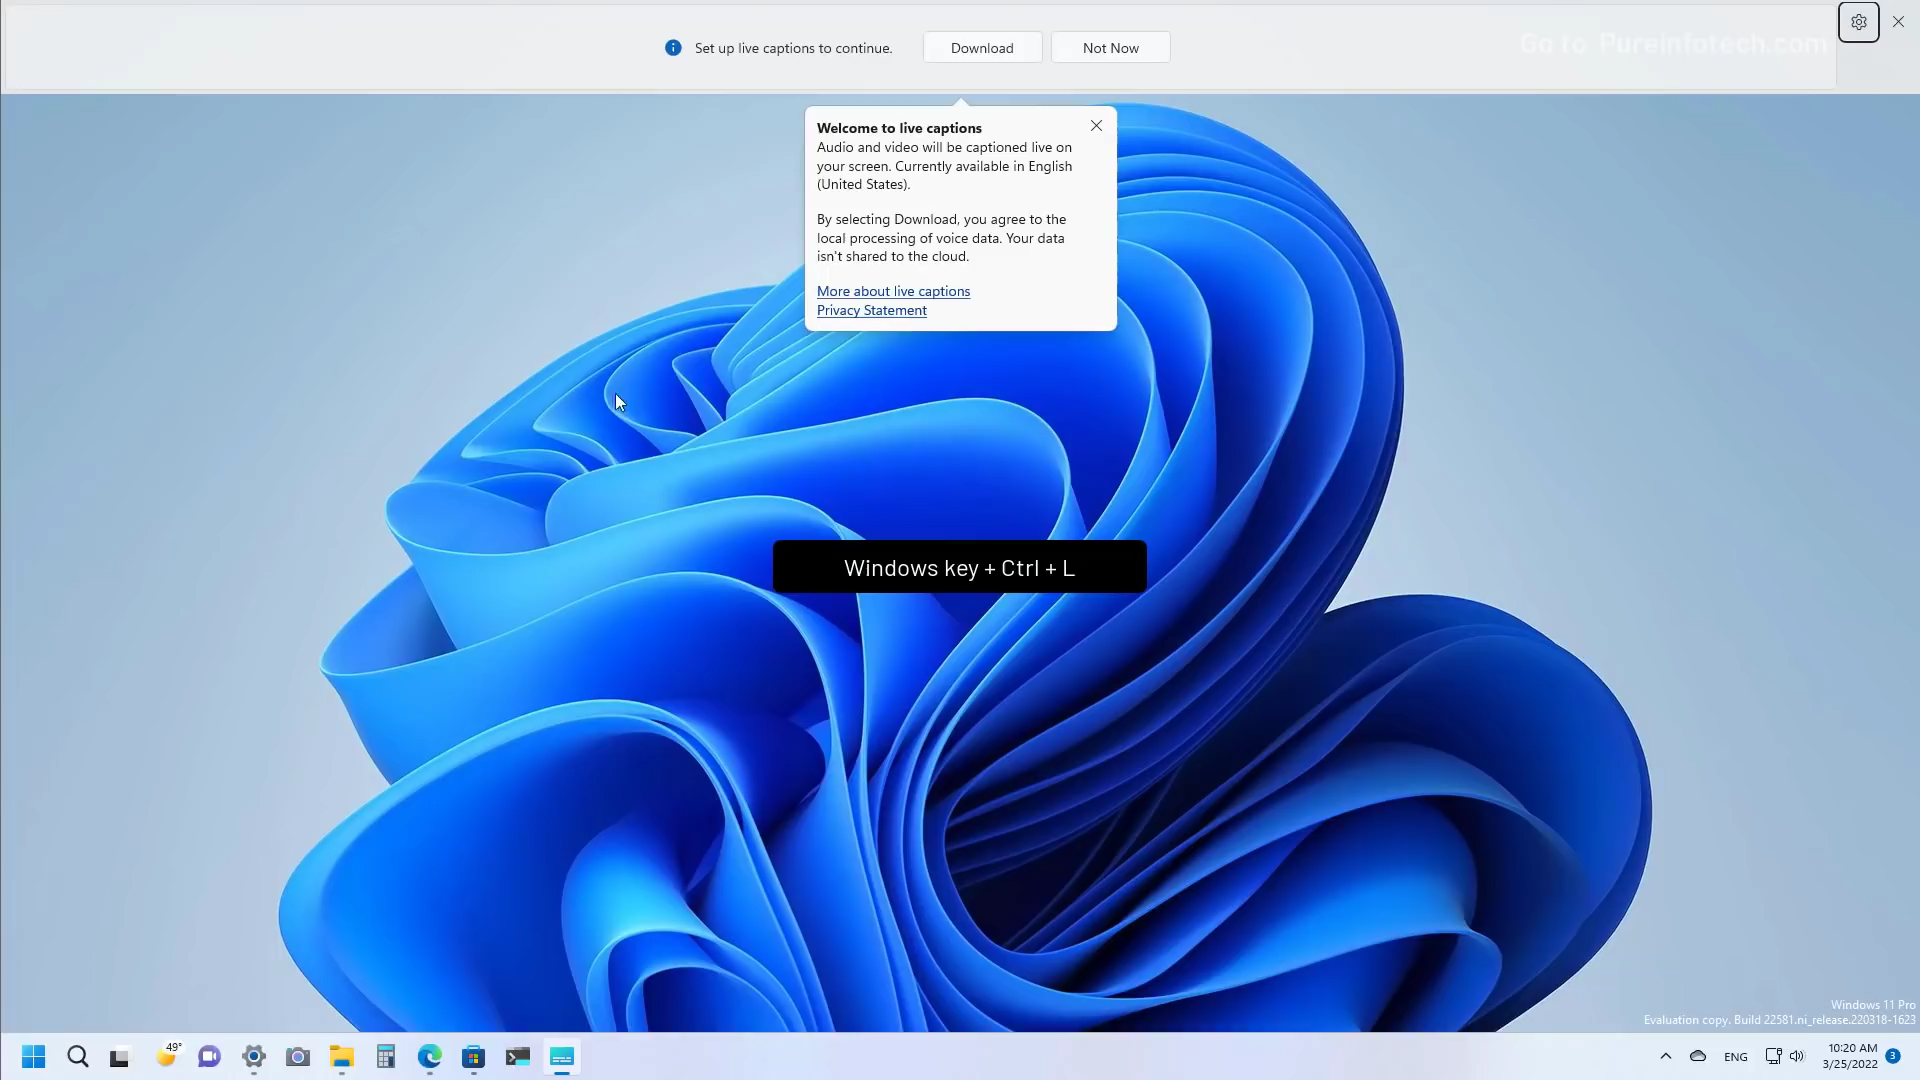 Set up live captions to continue.
Download
Not Now
Go to Pureinfotech.com
Welcome to live captions
Audio and video will be captioned live on
your screen. Currently available in English
(United States).
By selecting Download, you agree to the
local processing of voice data. Your data
isn't shared to the cloud.
More about live captions
Privacy Statement
Windows key + Ctrl + L
Windows 11 Pro
Evaluation copy. Build 22581.ni_release.220318-1623
49°
ENG
10:20 AM
3/25/2022
3